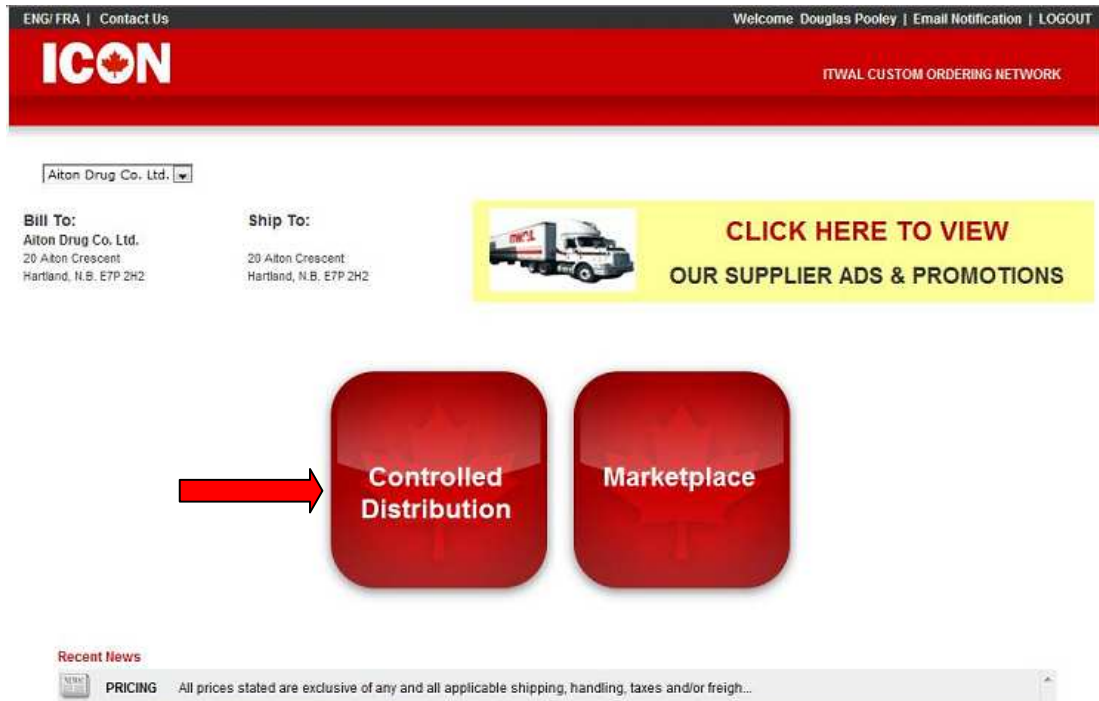 ENG/ FRA | Contact Us
Welcome Douglas Pooley | Email Notification | LOGOUT
ICON
ITWAL CUSTOM ORDERING NETWORK
Aiton Drug Co. Ltd.
Bill To:
Aiton Drug Co. Ltd.
20 Aiton Crescent
Hartland, N.B. E7P 2H2
Ship To:
20 Aiton Crescent
Hartland, N.B. E7P 2H2
ITWAL
CLICK HERE TO VIEW
OUR SUPPLIER ADS & PROMOTIONS
Controlled
Distribution
Marketplace
Recent News
NEWS
PRICING All prices stated are exclusive of any and all applicable shipping, handling, taxes and/or freigh...